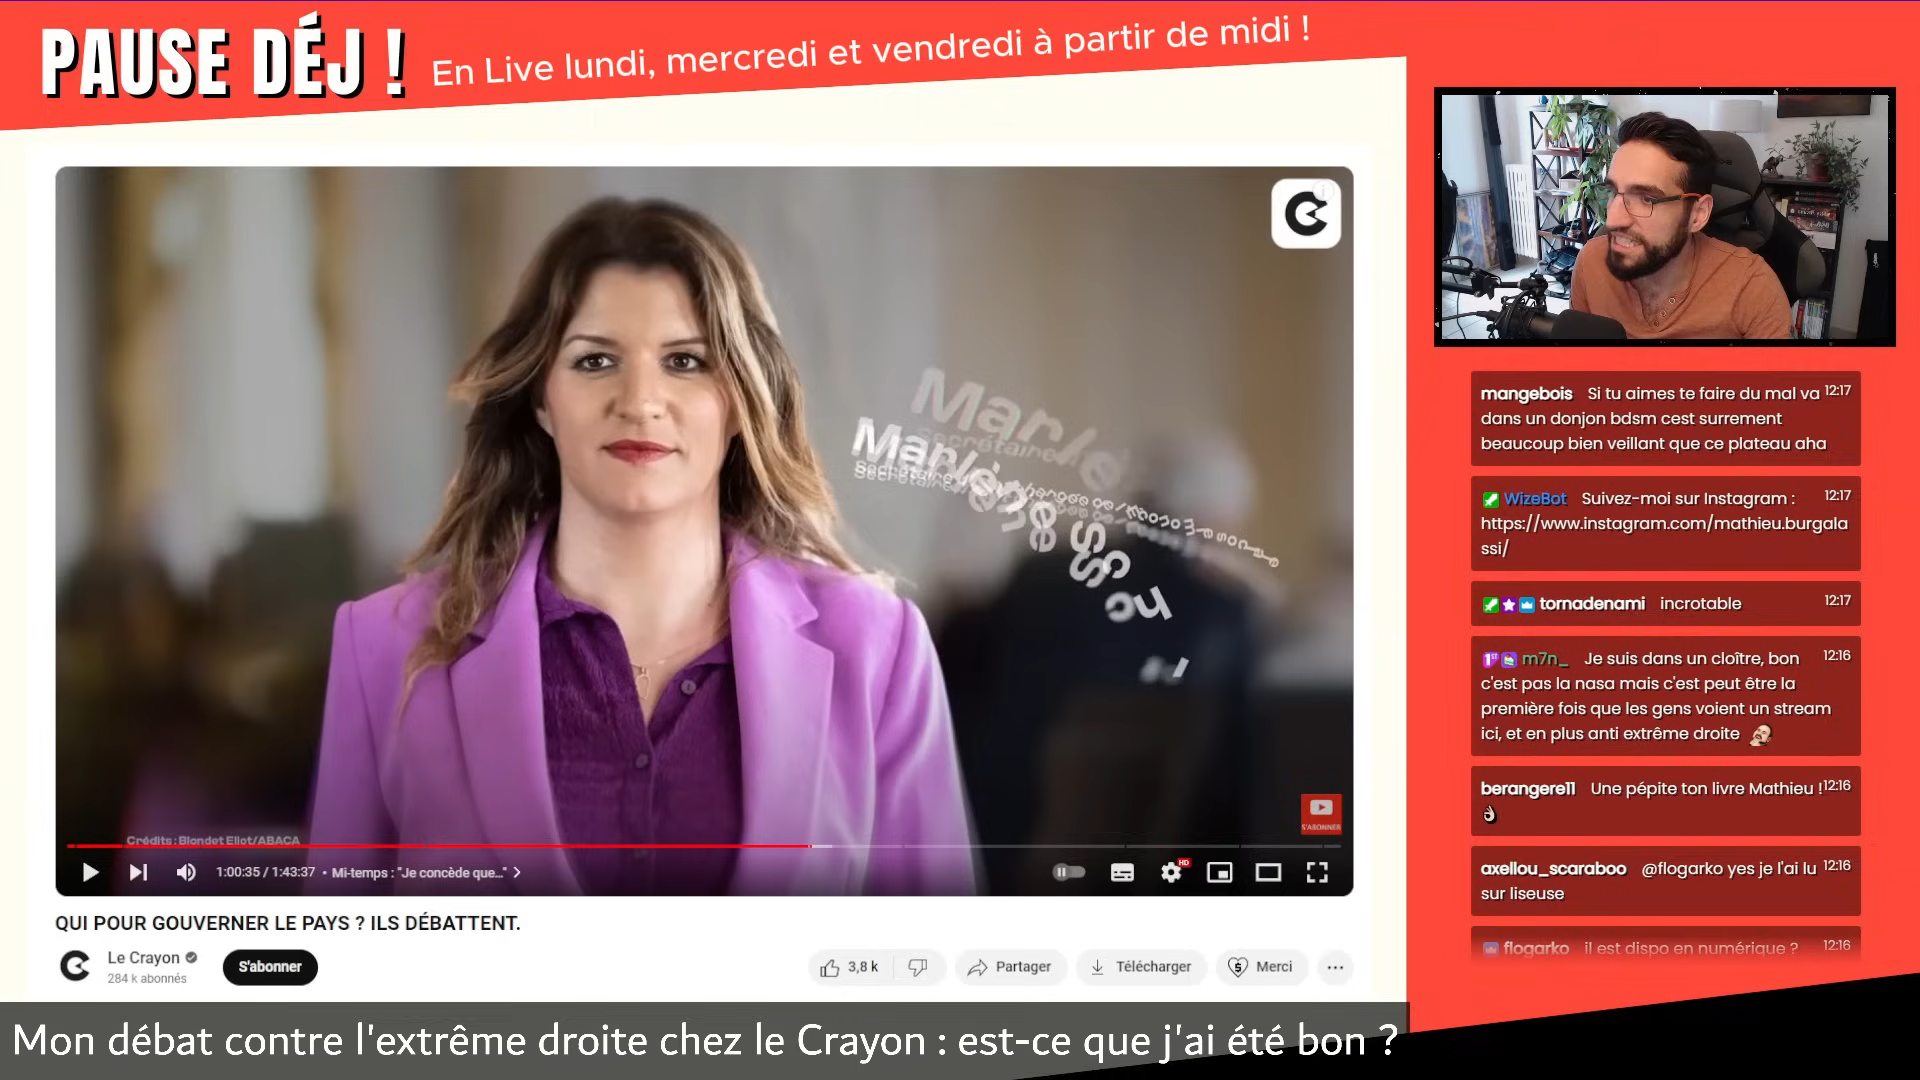 PAUSE DÉJ !
En Live lundi, mercredi et vendredi à partir de midi !
Marlène
Crédits : Blondet Eliot/ABACA
S'ABONNER
1:00:35 / 1:43:37 • Mi-temps : "Je concède que..."
HD
QUI POUR GOUVERNER LE PAYS ? ILS DÉBATTENT.
Le Crayon
284 k abonnés
S'abonner
3,8 k
Partager
Télécharger
Merci
mangebois Si tu aimes te faire du mal va 12:17
dans un donjon bdsm cest surrement
beaucoup bien veillant que ce plateau aha
WizeBot Suivez-moi sur Instagram : 12:17
https://www.instagram.com/mathieu.burgala
ssi/
tornadenami incrotable 12:17
m7n_ Je suis dans un cloître, bon 12:16
c'est pas la nasa mais c'est peut être la
première fois que les gens voient un stream
ici, et en plus anti extrême droite
berangere11 Une pépite ton livre Mathieu ! 12:16
axellou_scaraboo @flogarko yes je l'ai lu 12:16
sur liseuse
flogarko il est dispo en numérique ? 12:16
Mon débat contre l'extrême droite chez le Crayon : est-ce que j'ai été bon ?